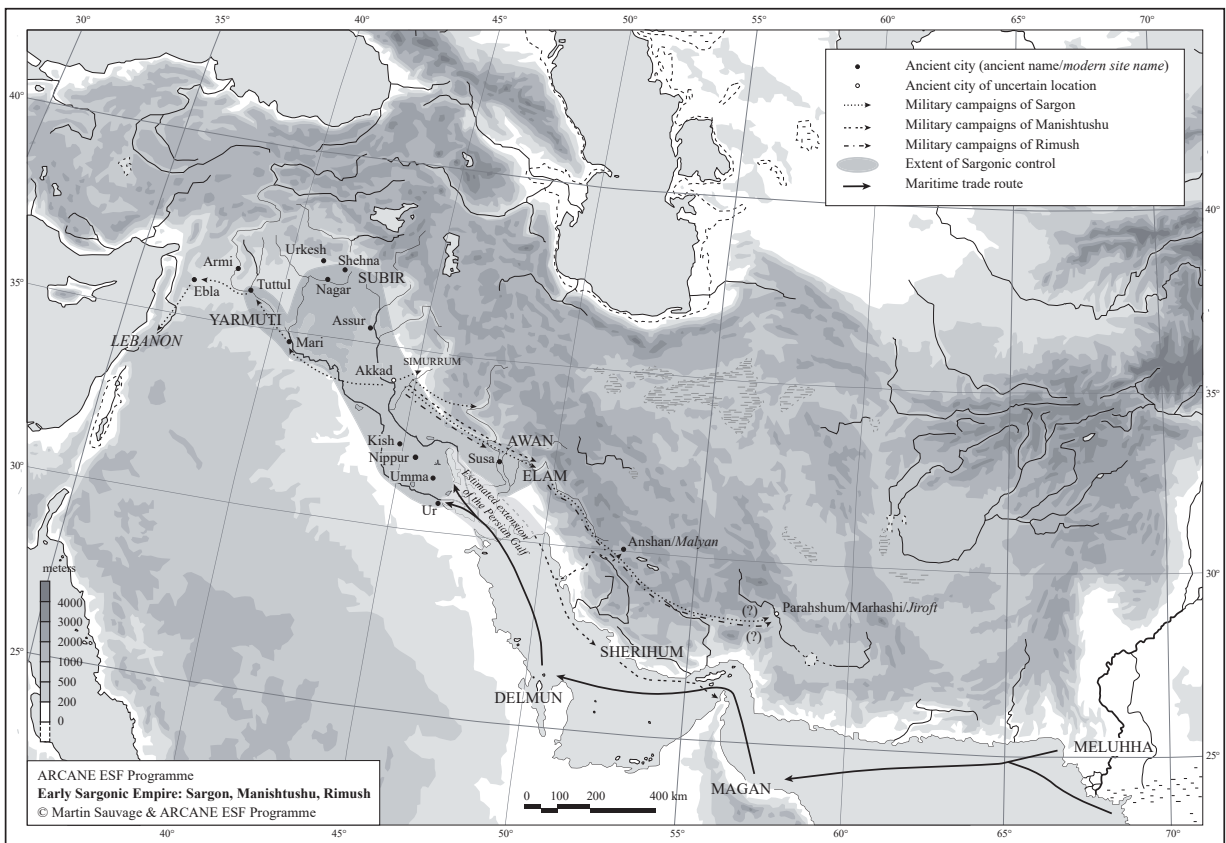 30°
35°
40°
45°
50°
55°
60°
65°
70°
Ancient city (ancient name/modern site name)
Ancient city of uncertain location
Military campaigns of Sargon
Military campaigns of Manishtushu
Military campaigns of Rimush
Extent of Sargonic control
Maritime trade route
40°
40°
Urkesh
Shehna
Armi
SUBIR
35°
Ebla
Tuttul
Nagar
YARMUTI
Assur
LEBANON
Mari
SIMURRUM
Akkad
35°
Kish
AWAN
Nippur
Susa
30°
Umma
ELAM
Estimated extension
of the Persian Gulf
Ur
Anshan/Malyan
meters
30°
4000
3000
2000
1000
500
200
0
(?)
Parahshum/Marhashi/Jiroft
(?)
25°
SHERIHUM
DELMUN
MELUHHA
25°
MAGAN
ARCANE ESF Programme
Early Sargonic Empire: Sargon, Manishtushu, Rimush
© Martin Sauvage & ARCANE ESF Programme
0 100 200 400 km
40°
45°
50°
55°
60°
65°
70°